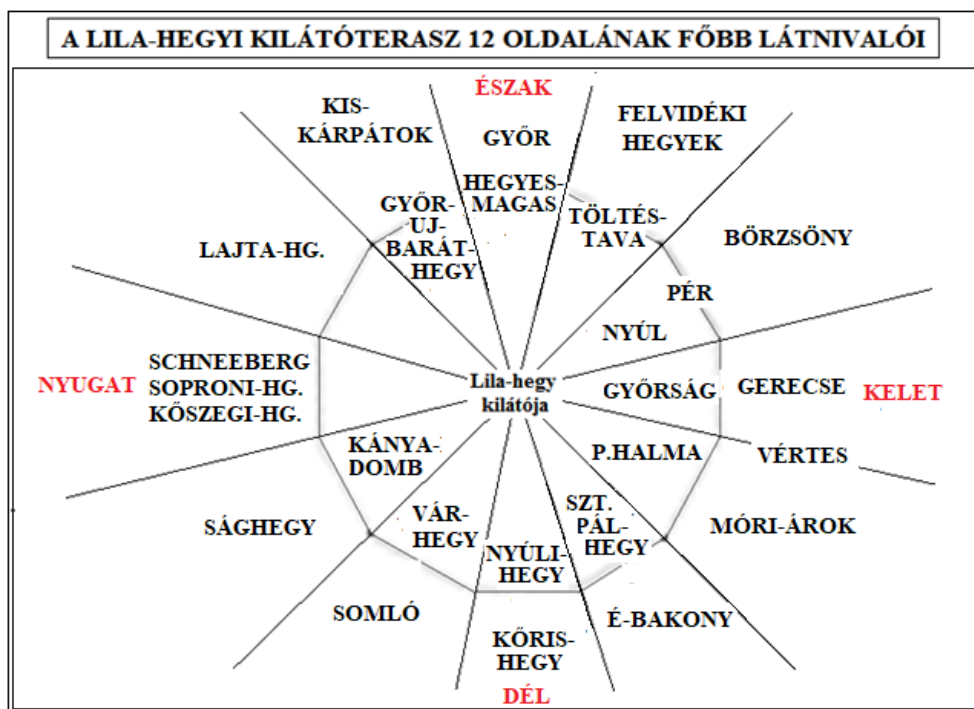 A LILA-HEGYI KILÁTÓTERASZ 12 OLDALÁNAK FŐBB LÁTNIVALÓI
ÉSZAK
GYŐR
HEGYES-
MAGAS
FELVIDÉKI
HEGYEK
TÖLTÉS-
TAVA
BÖRZSÖNY
PÉR
NYÚL
KELET
GERECSE
GYŐRSÁG
VÉRTES
P.HALMA
MÓRI-ÁROK
SZT.
PÁL-
HEGY
É-BAKONY
NYÚLI-
HEGY
KŐRIS-
HEGY
DÉL
VÁR-
HEGY
SOMLÓ
KÁNYA-
DOMB
SÁGHEGY
NYUGAT
SCHNEEBERG
SOPRONI-HG.
KŐSZEGI-HG.
LAJTA-HG.
KIS-
KÁRPÁTOK
GYŐR-
UJ-
BARÁT-
HEGY
Lila-hegy
kilátója